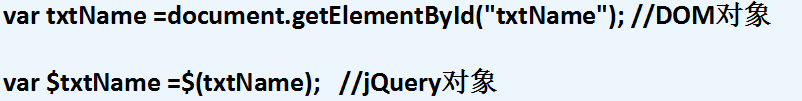 var txtName =document.getElementById("txtName"); //DOM对象
var $txtName =$(txtName); //jQuery对象